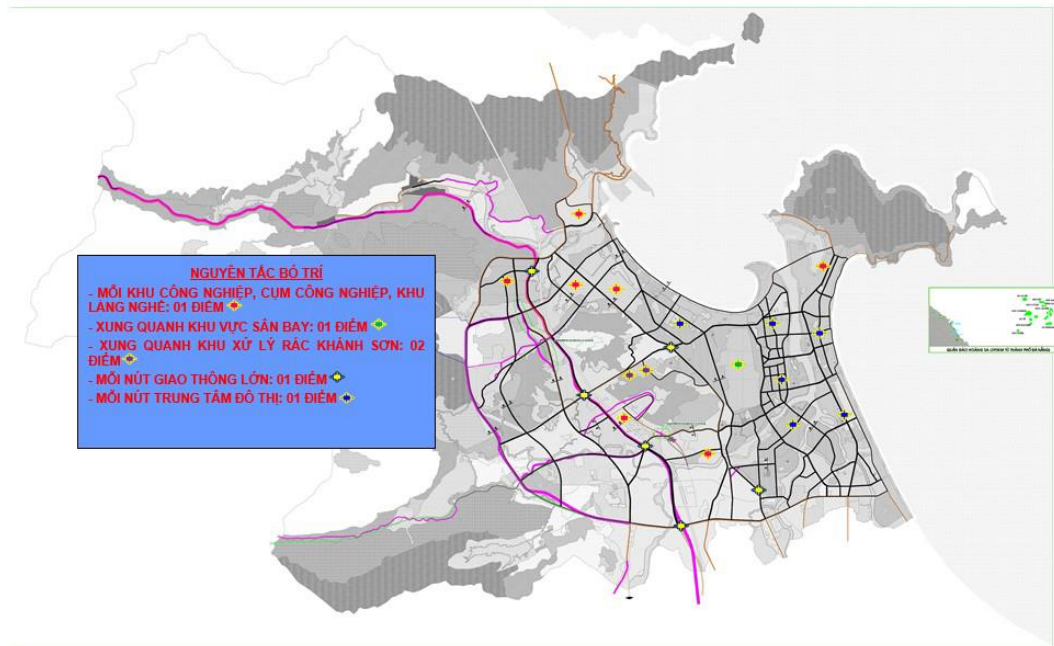 NGUYÊN TẮC BỐ TRÍ
- MỖI KHU CÔNG NGHIỆP, CỤM CÔNG NGHIỆP, KHU
LÀNG NGHỀ: 01 ĐIỂM
- XUNG QUANH KHU VỰC SÂN BAY: 01 ĐIỂM
- XUNG QUANH KHU XỬ LÝ RÁC KHÁNH SƠN: 02
ĐIỂM
- MỖI NÚT GIAO THÔNG LỚN: 01 ĐIỂM
- MỖI NÚT TRUNG TÂM ĐÔ THỊ: 01 ĐIỂM